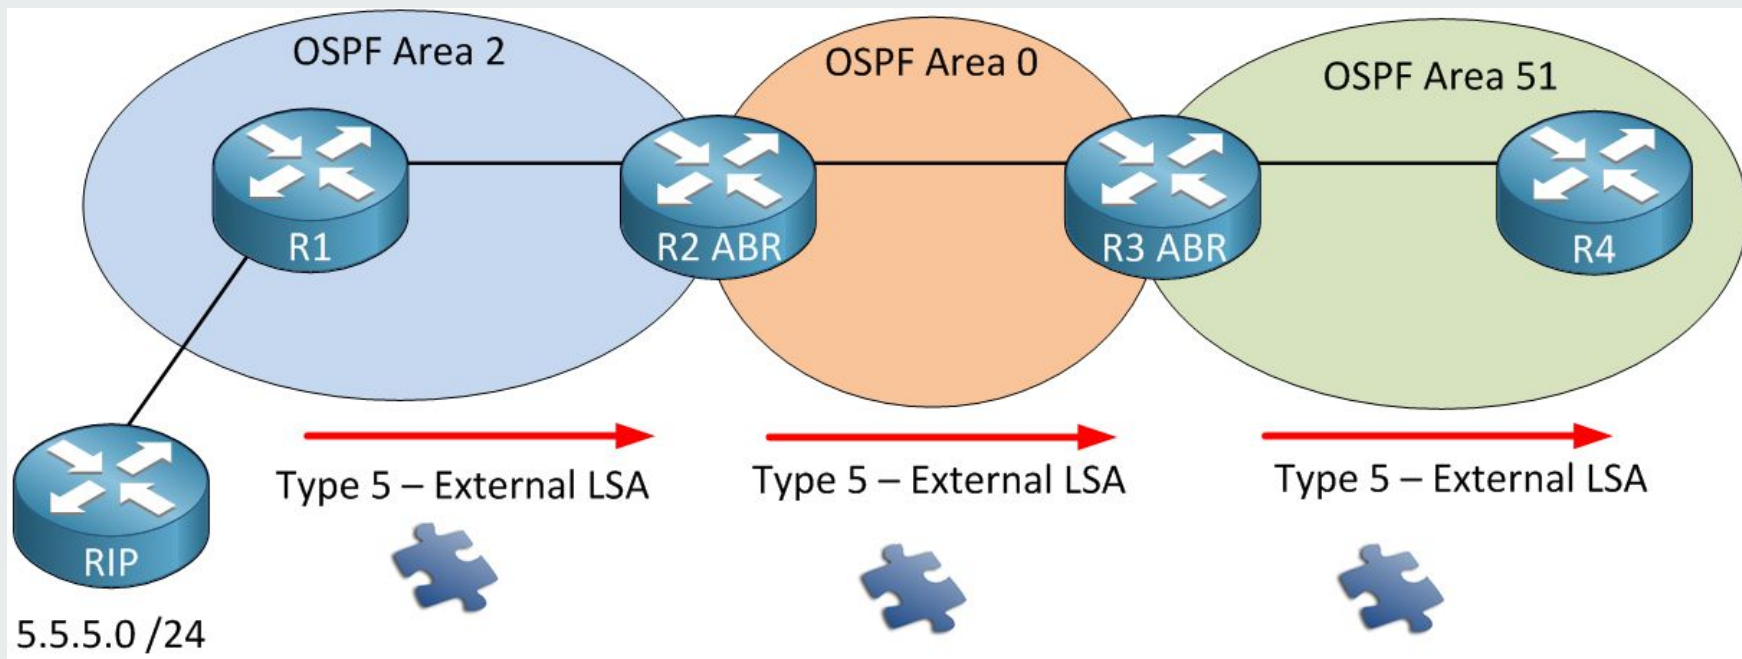 OSPF Area 2
OSPF Area 0
OSPF Area 51
R1
R2 ABR
R3 ABR
R4
Type 5 – External LSA
Type 5 – External LSA
Type 5 – External LSA
RIP
5.5.5.0 /24